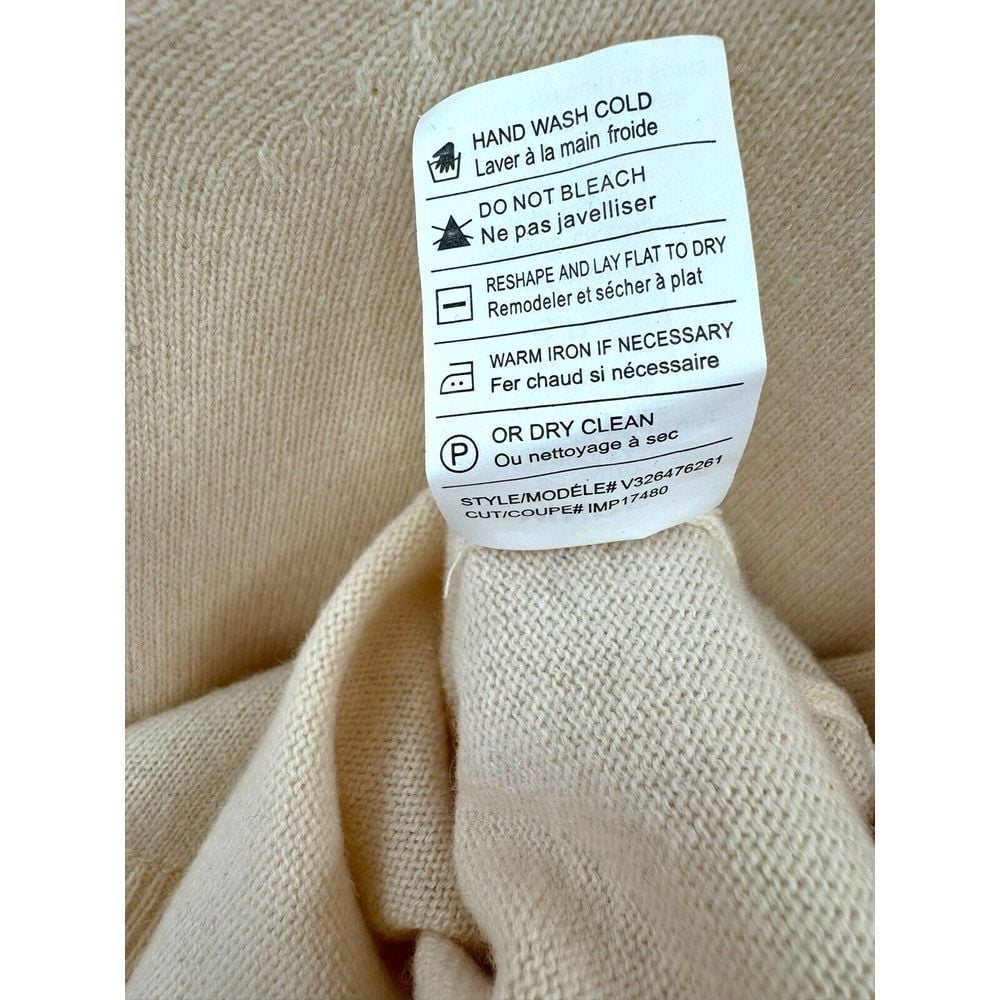 HAND WASH COLD
Laver à la main froide
DO NOT BLEACH
Ne pas javelliser
RESHAPE AND LAY FLAT TO DRY
Remodeler et sécher à plat
WARM IRON IF NECESSARY
Fer chaud si nécessaire
P
OR DRY CLEAN
Ou nettoyage à sec
STYLE/MODÉLE# V326476261
CUT/COUPE# IMP17480